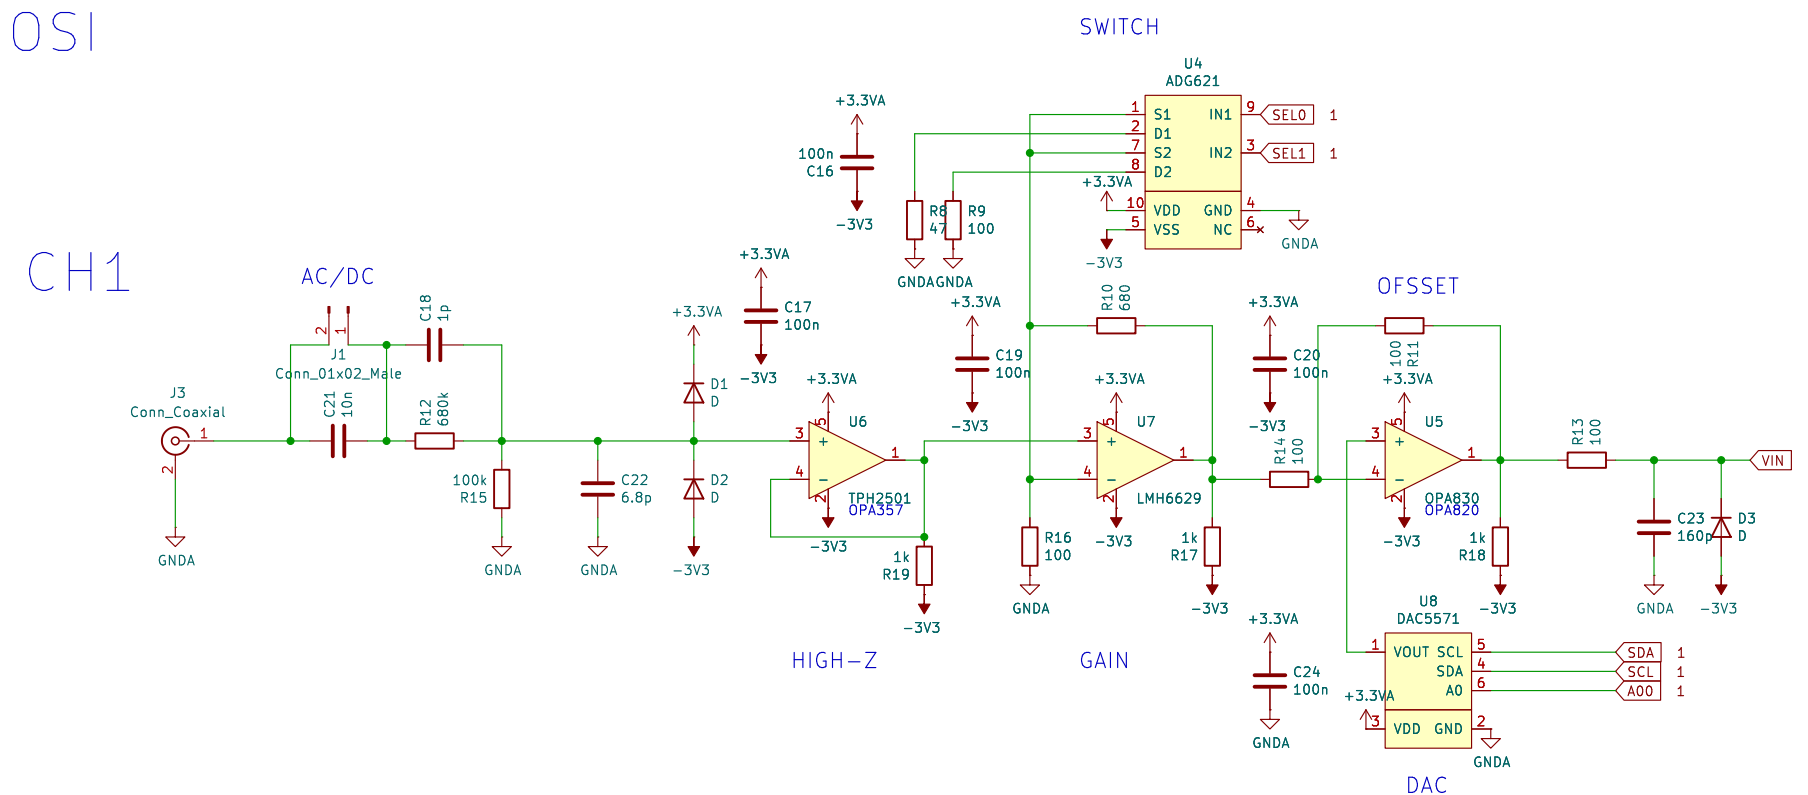 OSI
CH1
SWITCH
U4
ADG621
1 S1 IN1 9 SEL0 1
2 D1
7 S2 IN2 3 SEL1 1
8 D2
+3.3VA
10 VDD GND 4
5 VSS NC 6
-3V3
GNDA
+3.3VA
100n
C16
-3V3
R8
47
R9
100
GNDA
GNDA
AC/DC
2 1
J1
Conn_01x02_Male
C18
1p
C21
10n
R12
680k
J3
Conn_Coaxial
1
2
GNDA
100k
R15
GNDA
C22
6.8p
GNDA
+3.3VA
D1
D
D2
D
-3V3
+3.3VA
C17
100n
-3V3
+3.3VA
U6
3 +
4 -
5
2
1
TPH2501
OPA357
-3V3
1k
R19
-3V3
HIGH-Z
+3.3VA
C19
100n
-3V3
R10
680
+3.3VA
U7
3 +
4 -
5
2
1
LMH6629
-3V3
R16
100
GNDA
1k
R17
-3V3
GAIN
+3.3VA
C20
100n
-3V3
R14
100
OFSSET
100
R11
+3.3VA
U5
3 +
4 -
5
2
1
OPA830
OPA820
-3V3
1k
R18
-3V3
R13
100
VIN
C23
160p
GNDA
D3
D
-3V3
+3.3VA
C24
100n
GNDA
U8
DAC5571
1 VOUT SCL 5 SDA 1
SDA 4 SCL 1
A0 6 A00 1
+3.3VA
3 VDD GND 2
GNDA
DAC